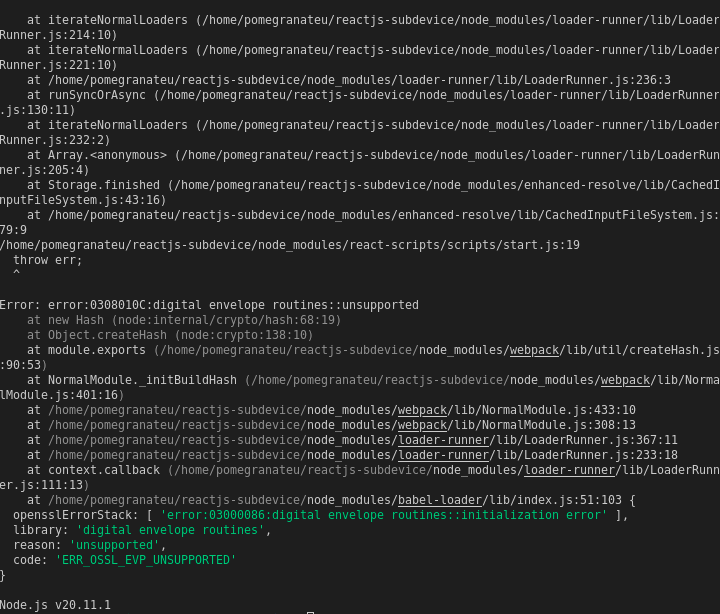 at iterateNormalLoaders (/home/pomegranateu/reactjs-subdevice/node_modules/loader-runner/lib/Loader
Runner.js:214:10)
    at iterateNormalLoaders (/home/pomegranateu/reactjs-subdevice/node_modules/loader-runner/lib/Loader
Runner.js:221:10)
    at /home/pomegranateu/reactjs-subdevice/node_modules/loader-runner/lib/LoaderRunner.js:236:3
    at runSyncOrAsync (/home/pomegranateu/reactjs-subdevice/node_modules/loader-runner/lib/LoaderRunner
.js:130:11)
    at iterateNormalLoaders (/home/pomegranateu/reactjs-subdevice/node_modules/loader-runner/lib/Loader
Runner.js:232:2)
    at Array.<anonymous> (/home/pomegranateu/reactjs-subdevice/node_modules/loader-runner/lib/LoaderRun
ner.js:205:4)
    at Storage.finished (/home/pomegranateu/reactjs-subdevice/node_modules/enhanced-resolve/lib/CachedI
nputFileSystem.js:43:16)
    at /home/pomegranateu/reactjs-subdevice/node_modules/enhanced-resolve/lib/CachedInputFileSystem.js:
79:9
/home/pomegranateu/reactjs-subdevice/node_modules/react-scripts/scripts/start.js:19
  throw err;
  ^

Error: error:0308010C:digital envelope routines::unsupported
    at new Hash (node:internal/crypto/hash:68:19)
    at Object.createHash (node:crypto:138:10)
    at module.exports (/home/pomegranateu/reactjs-subdevice/node_modules/webpack/lib/util/createHash.js
:90:53)
    at NormalModule._initBuildHash (/home/pomegranateu/reactjs-subdevice/node_modules/webpack/lib/Norma
lModule.js:401:16)
    at /home/pomegranateu/reactjs-subdevice/node_modules/webpack/lib/NormalModule.js:433:10
    at /home/pomegranateu/reactjs-subdevice/node_modules/webpack/lib/NormalModule.js:308:13
    at /home/pomegranateu/reactjs-subdevice/node_modules/loader-runner/lib/LoaderRunner.js:367:11
    at /home/pomegranateu/reactjs-subdevice/node_modules/loader-runner/lib/LoaderRunner.js:233:18
    at context.callback (/home/pomegranateu/reactjs-subdevice/node_modules/loader-runner/lib/LoaderRunn
er.js:111:13)
    at /home/pomegranateu/reactjs-subdevice/node_modules/babel-loader/lib/index.js:51:103 {
  opensslErrorStack: [ 'error:03000086:digital envelope routines::initialization error' ],
  library: 'digital envelope routines',
  reason: 'unsupported',
  code: 'ERR_OSSL_EVP_UNSUPPORTED'
}

Node.js v20.11.1